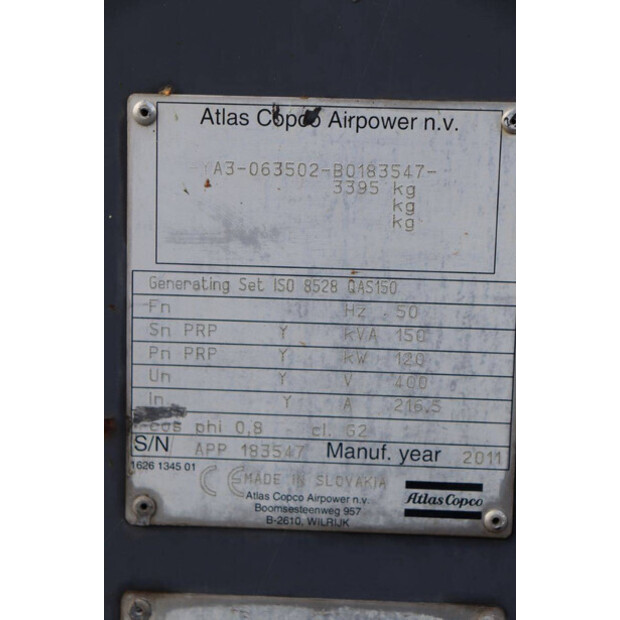 Atlas Copco Airpower n.v.
YA3-063502-B0183547-
3395 kg
kg
kg
Generating Set ISO 8528 QAS150
Fn Hz 50
Sn PRP Y kVA 150
Pn PRP Y kW 120
Un Y V 400
In Y A 216.5
cos phi 0,8 cl. G2
S/N APP 183547 Manuf. year 2011
1626 1345 01
CE MADE IN SLOVAKIA
Atlas Copco Airpower n.v.
Boomsesteenweg 957
B-2610, WILRIJK
Atlas Copco